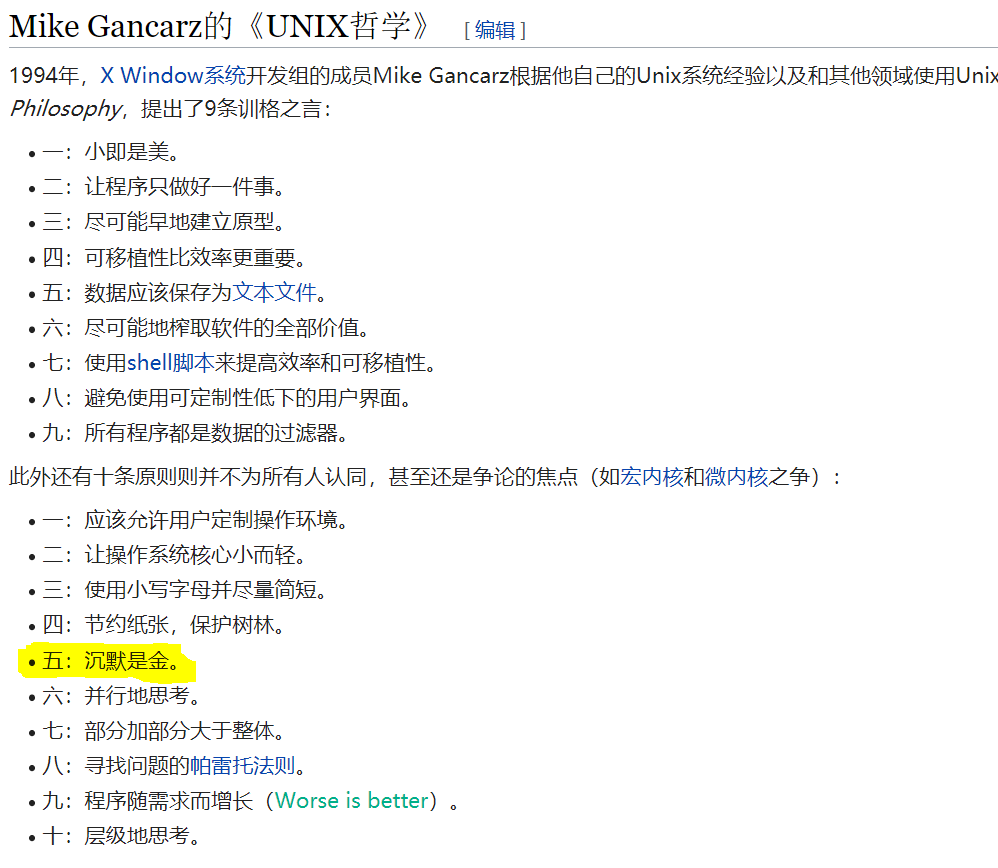 Mike Gancarz的《UNIX哲学》 [编辑]
1994年，X Window系统开发组的成员Mike Gancarz根据他自己的Unix系统经验以及和其他领域使用Unix
Philosophy，提出了9条训格之言：
• 一：小即是美。
• 二：让程序只做好一件事。
• 三：尽可能早地建立原型。
• 四：可移植性比效率更重要。
• 五：数据应该保存为文本文件。
• 六：尽可能地榨取软件的全部价值。
• 七：使用shell脚本来提高效率和可移植性。
• 八：避免使用可定制性低下的用户界面。
• 九：所有程序都是数据的过滤器。
此外还有十条原则则并不为所有人认同，甚至还是争论的焦点（如宏内核和微内核之争）：
• 一：应该允许用户定制操作环境。
• 二：让操作系统核心小而轻。
• 三：使用小写字母并尽量简短。
• 四：节约纸张，保护树林。
• 五：沉默是金。
• 六：并行地思考。
• 七：部分加部分大于整体。
• 八：寻找问题的帕雷托法则。
• 九：程序随需求而增长（Worse is better）。
• 十：层级地思考。